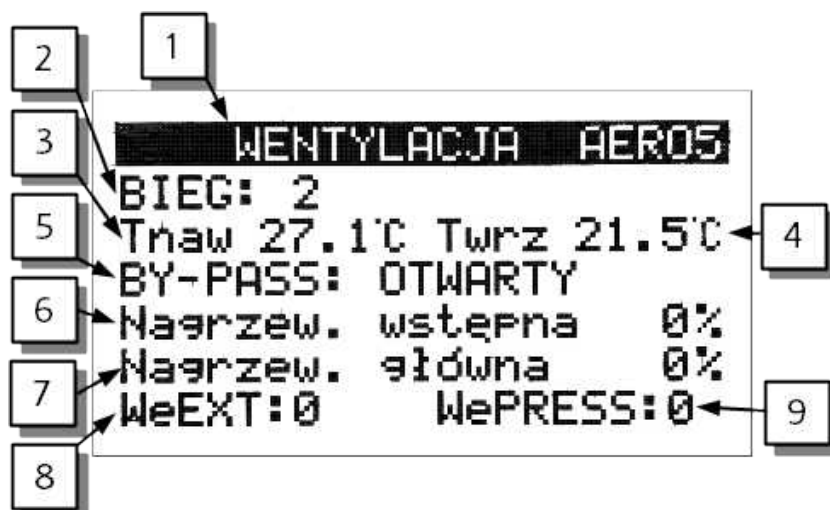 1
2
3
4
5
6
7
8
9
WENTYLACJA AERO5
BIEG: 2
Tnaw 27.1°C Twrz 21.5°C
BY-PASS: OTWARTY
Nagrzew. wstępna 0%
Nagrzew. główna 0%
WeEXT:0 WePRESS:0